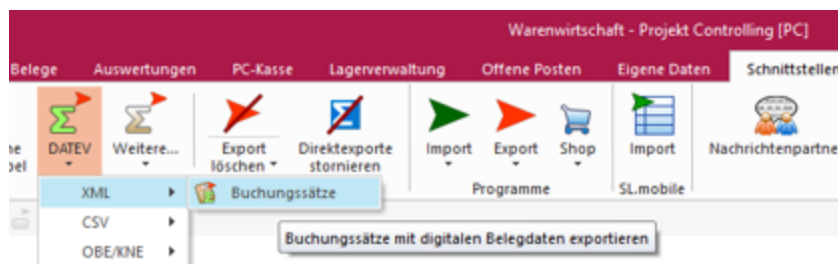 Warenwirtschaft - Projekt Controlling [PC]
Belege Auswertungen PC-Kasse Lagerverwaltung Offene Posten Eigene Daten Schnittstellen
DATEV Weitere... Export löschen Direktexporte stornieren Import Export Shop Import Nachrichtenpartne
Programme SL.mobile
XML Buchungssätze
CSV
Buchungssätze mit digitalen Belegdaten exportieren
OBE/KNE